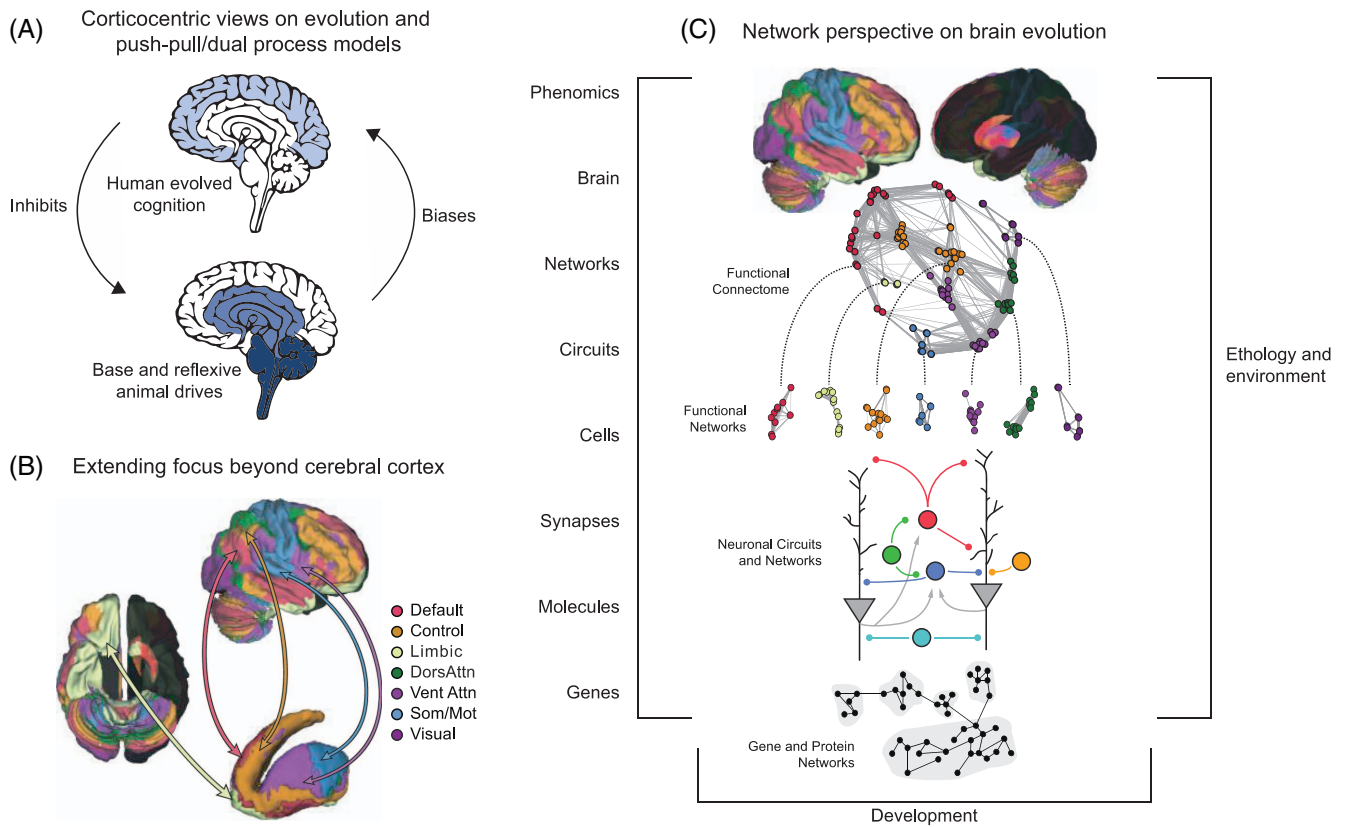 (A)
Corticocentric views on evolution and
push-pull/dual process models
Inhibits
Human evolved
cognition
Biases
Base and reflexive
animal drives
(B)
Extending focus beyond cerebral cortex
Default
Control
Limbic
DorsAttn
Vent Attn
Som/Mot
Visual
(C)
Network perspective on brain evolution
Phenomics
Brain
Networks
Circuits
Cells
Synapses
Molecules
Genes
Functional
Connectome
Functional
Networks
Neuronal Circuits
and Networks
Gene and Protein
Networks
Ethology and
environment
Development